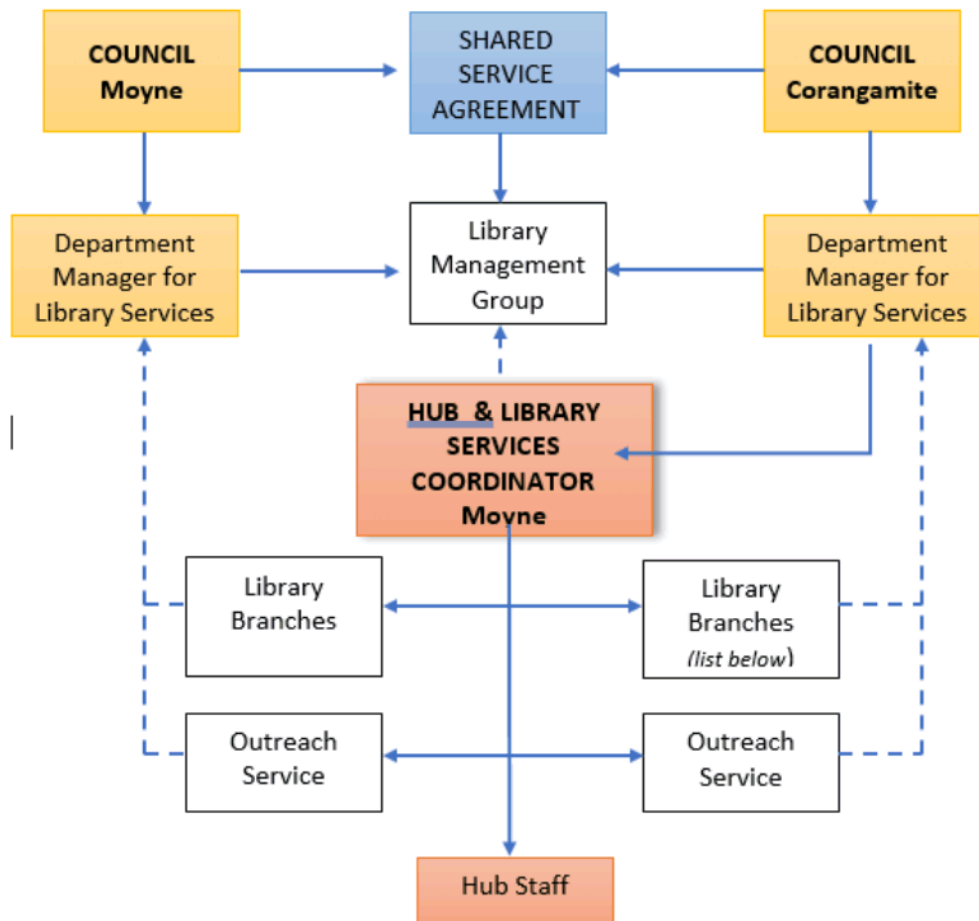 COUNCIL
Moyne
SHARED
SERVICE
AGREEMENT
COUNCIL
Corangamite
Department
Manager for
Library Services
Library
Management
Group
Department
Manager for
Library Services
HUB & LIBRARY
SERVICES
COORDINATOR
Moyne
Library
Branches
Library
Branches
(list below)
Outreach
Service
Outreach
Service
Hub Staff